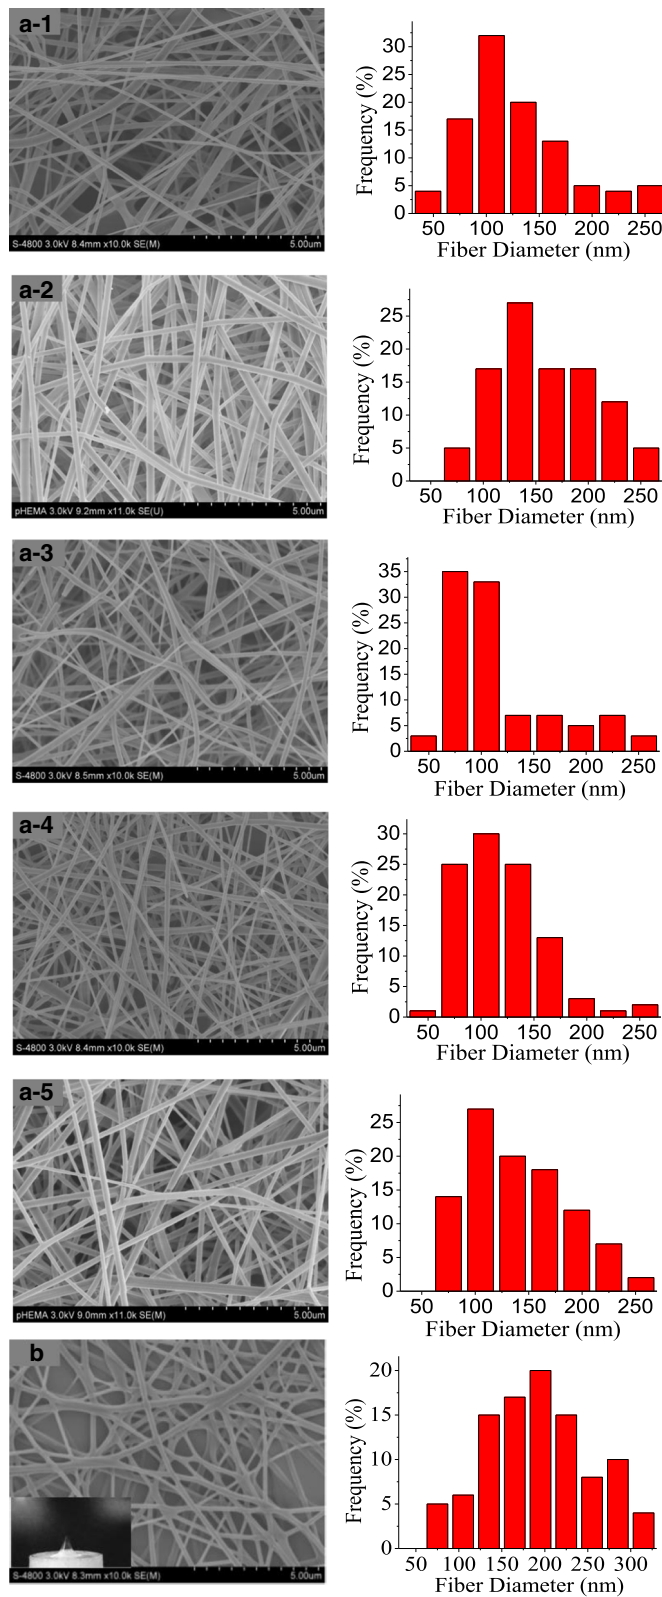 a-1
S-4800 3.0kV 8.4mm x10.0k SE(M) 5.00um
Frequency (%)
30
25
20
15
10
5
0
50 100 150 200 250
Fiber Diameter (nm)
a-2
pHEMA 3.0kV 9.2mm x11.0k SE(U) 5.00um
Frequency (%)
25
20
15
10
5
0
50 100 150 200 250
Fiber Diameter (nm)
a-3
S-4800 3.0kV 8.5mm x10.0k SE(M) 5.00um
Frequency (%)
35
30
25
20
15
10
5
0
50 100 150 200 250
Fiber Diameter (nm)
a-4
S-4800 3.0kV 8.4mm x10.0k SE(M) 5.00um
Frequency (%)
30
25
20
15
10
5
0
50 100 150 200 250
Fiber Diameter (nm)
a-5
pHEMA 3.0kV 9.0mm x11.0k SE(M) 5.00um
Frequency (%)
25
20
15
10
5
0
50 100 150 200 250
Fiber Diameter (nm)
b
S-4800 3.0kV 8.3mm x10.0k SE(M) 5.00um
Frequency (%)
20
15
10
5
0
50 100 150 200 250 300
Fiber Diameter (nm)